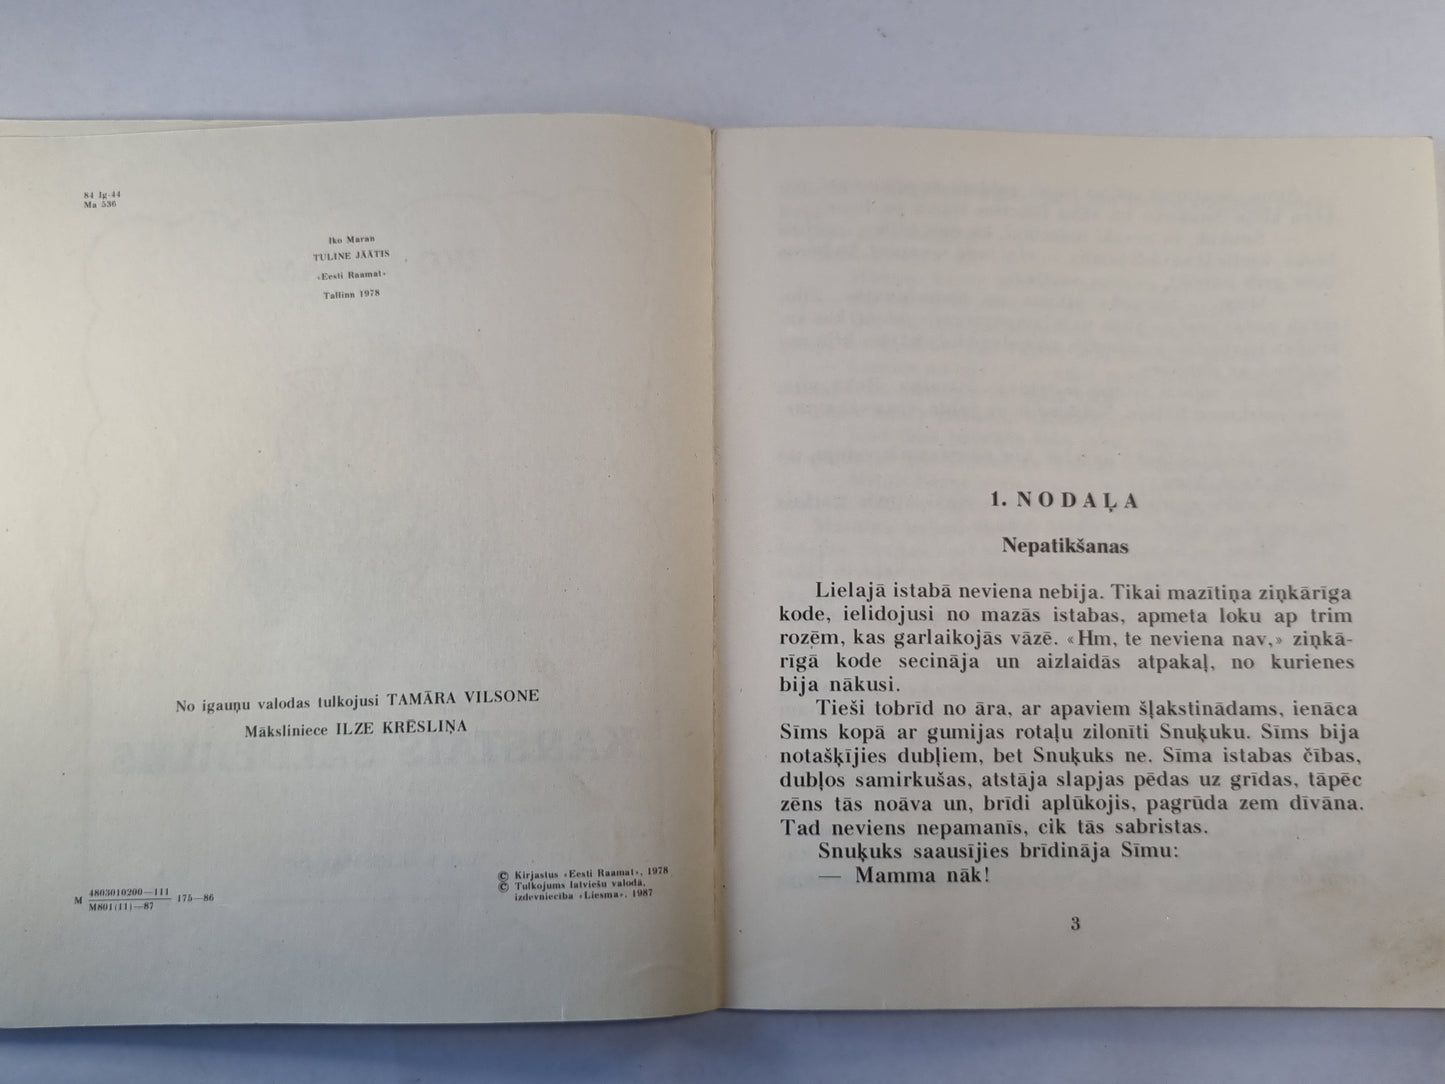 84 Ig-44
Ma 536
Iko Maran
TULINE JÄÄTIS
«Eesti Raamat»
Tallinn 1978
No igauņu valodas tulkojusi TAMĀRA VILSONE
Māksliniece ILZE KRĒSLIŅA
M 4803010200—111
M801(11)—87 175—86
© Kirjastus «Eesti Raamat», 1978
© Tulkojums latviešu valodā,
izdevniecība «Liesma», 1987
1. NODAĻA
Nepatikšanas
Lielajā istabā neviena nebija. Tikai mazītiņa ziņkārīga
kode, ielidojusi no mazās istabas, apmeta loku ap trim
rozēm, kas garlaikojās vāzē. «Hm, te neviena nav,» ziņkā-
rīgā kode secināja un aizlaidās atpakaļ, no kurienes
bija nākusi.
Tieši tobrīd no āra, ar apaviem šļakstinādams, ienāca
Sīms kopā ar gumijas rotaļu zilonīti Snuķuku. Sīms bija
notašķījies dubļiem, bet Snuķuks ne. Sīma istabas čības,
dubļos samirkušas, atstāja slapjas pēdas uz grīdas, tāpēc
zēns tās noāva un, brīdi aplūkojis, pagrūda zem dīvāna.
Tad neviens nepamanīs, cik tās sabristas.
Snuķuks saausījies brīdināja Sīmu:
— Mamma nāk!
3